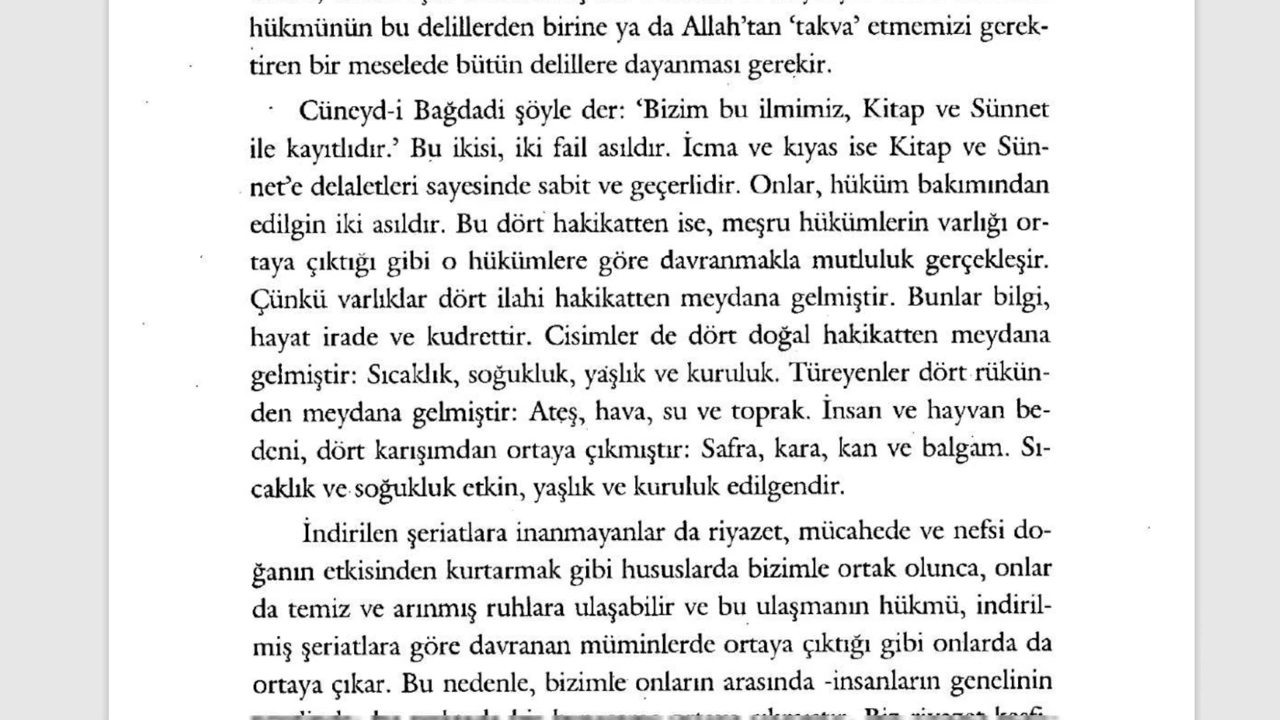 hükmünün bu delillerden birine ya da Allah’tan ‘takva’ etmemizi gerek-
tiren bir meselede bütün delillere dayanması gerekir.
Cüneyd-i Bağdadi şöyle der: ‘Bizim bu ilmimiz, Kitap ve Sünnet
ile kayıtlıdır.’ Bu ikisi, iki fail asıldır. İcma ve kıyas ise Kitap ve Sün-
net’e delaletleri sayesinde sabit ve geçerlidir. Onlar, hüküm bakımından
edilgin iki asıldır. Bu dört hakikatten ise, meşru hükümlerin varlığı or-
taya çıktığı gibi o hükümlere göre davranmakla mutluluk gerçekleşir.
Çünkü varlıklar dört ilahi hakikatten meydana gelmiştir. Bunlar bilgi,
hayat irade ve kudrettir. Cisimler de dört doğal hakikatten meydana
gelmiştir: Sıcaklık, soğukluk, yaşlık ve kuruluk. Türeyenler dört rükün-
den meydana gelmiştir: Ateş, hava, su ve toprak. İnsan ve hayvan be-
deni, dört karışımdan ortaya çıkmıştır: Safra, kara, kan ve balgam. Sı-
caklık ve soğukluk etkin, yaşlık ve kuruluk edilgendir.
İndirilen şeriatlara inanmayanlar da riyazet, mücahede ve nefsi do-
ğanın etkisinden kurtarmak gibi hususlarda bizimle ortak olunca, onlar
da temiz ve arınmış ruhlara ulaşabilir ve bu ulaşmanın hükmü, indiril-
miş şeriatlara göre davranan müminlerde ortaya çıktığı gibi onlarda da
ortaya çıkar. Bu nedenle, bizimle onların arasında -insanların genelinin